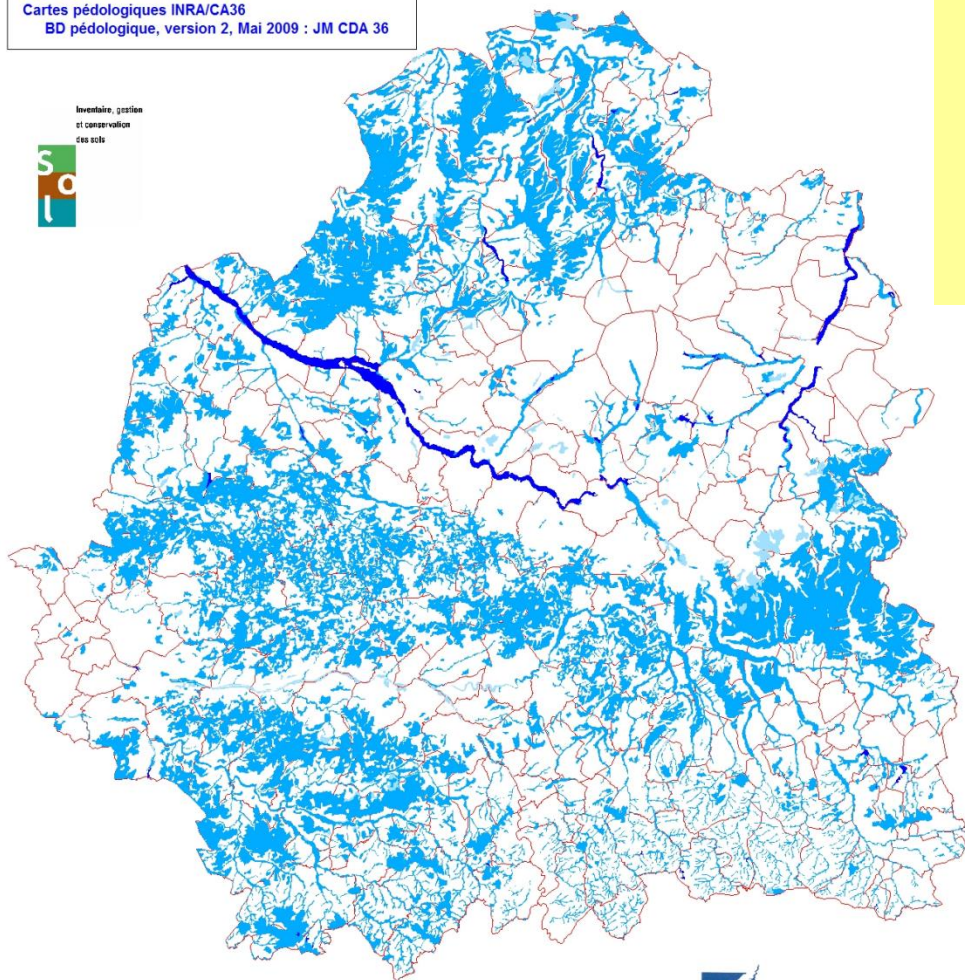 Cartes pédologiques INRA/CA36
BD pédologique, version 2, Mai 2009 : JM CDA 36
Inventaire, gestion
et conservation
des sols
S
o
l